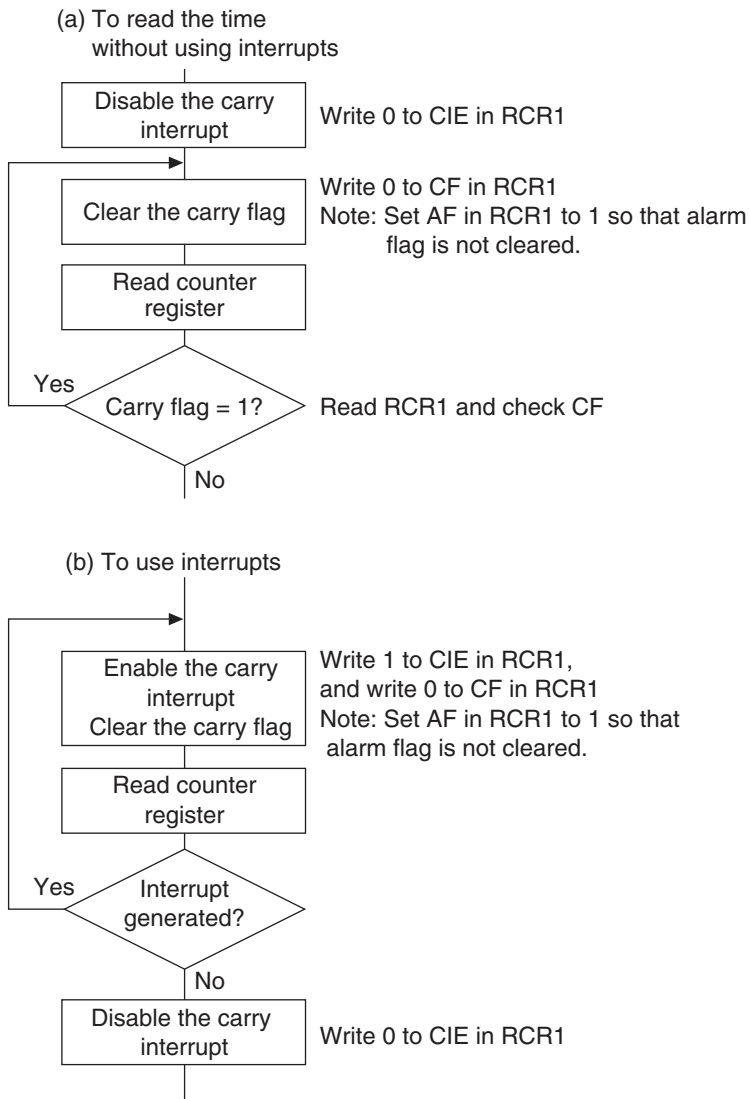 (a) To read the time
without using interrupts
Disable the carry
interrupt
Write 0 to CIE in RCR1
Clear the carry flag
Write 0 to CF in RCR1
Note: Set AF in RCR1 to 1 so that alarm
flag is not cleared.
Read counter
register
Yes
Carry flag = 1?
Read RCR1 and check CF
No
(b) To use interrupts
Enable the carry
interrupt
Clear the carry flag
Write 1 to CIE in RCR1,
and write 0 to CF in RCR1
Note: Set AF in RCR1 to 1 so that
alarm flag is not cleared.
Read counter
register
Yes
Interrupt
generated?
No
Disable the carry
interrupt
Write 0 to CIE in RCR1